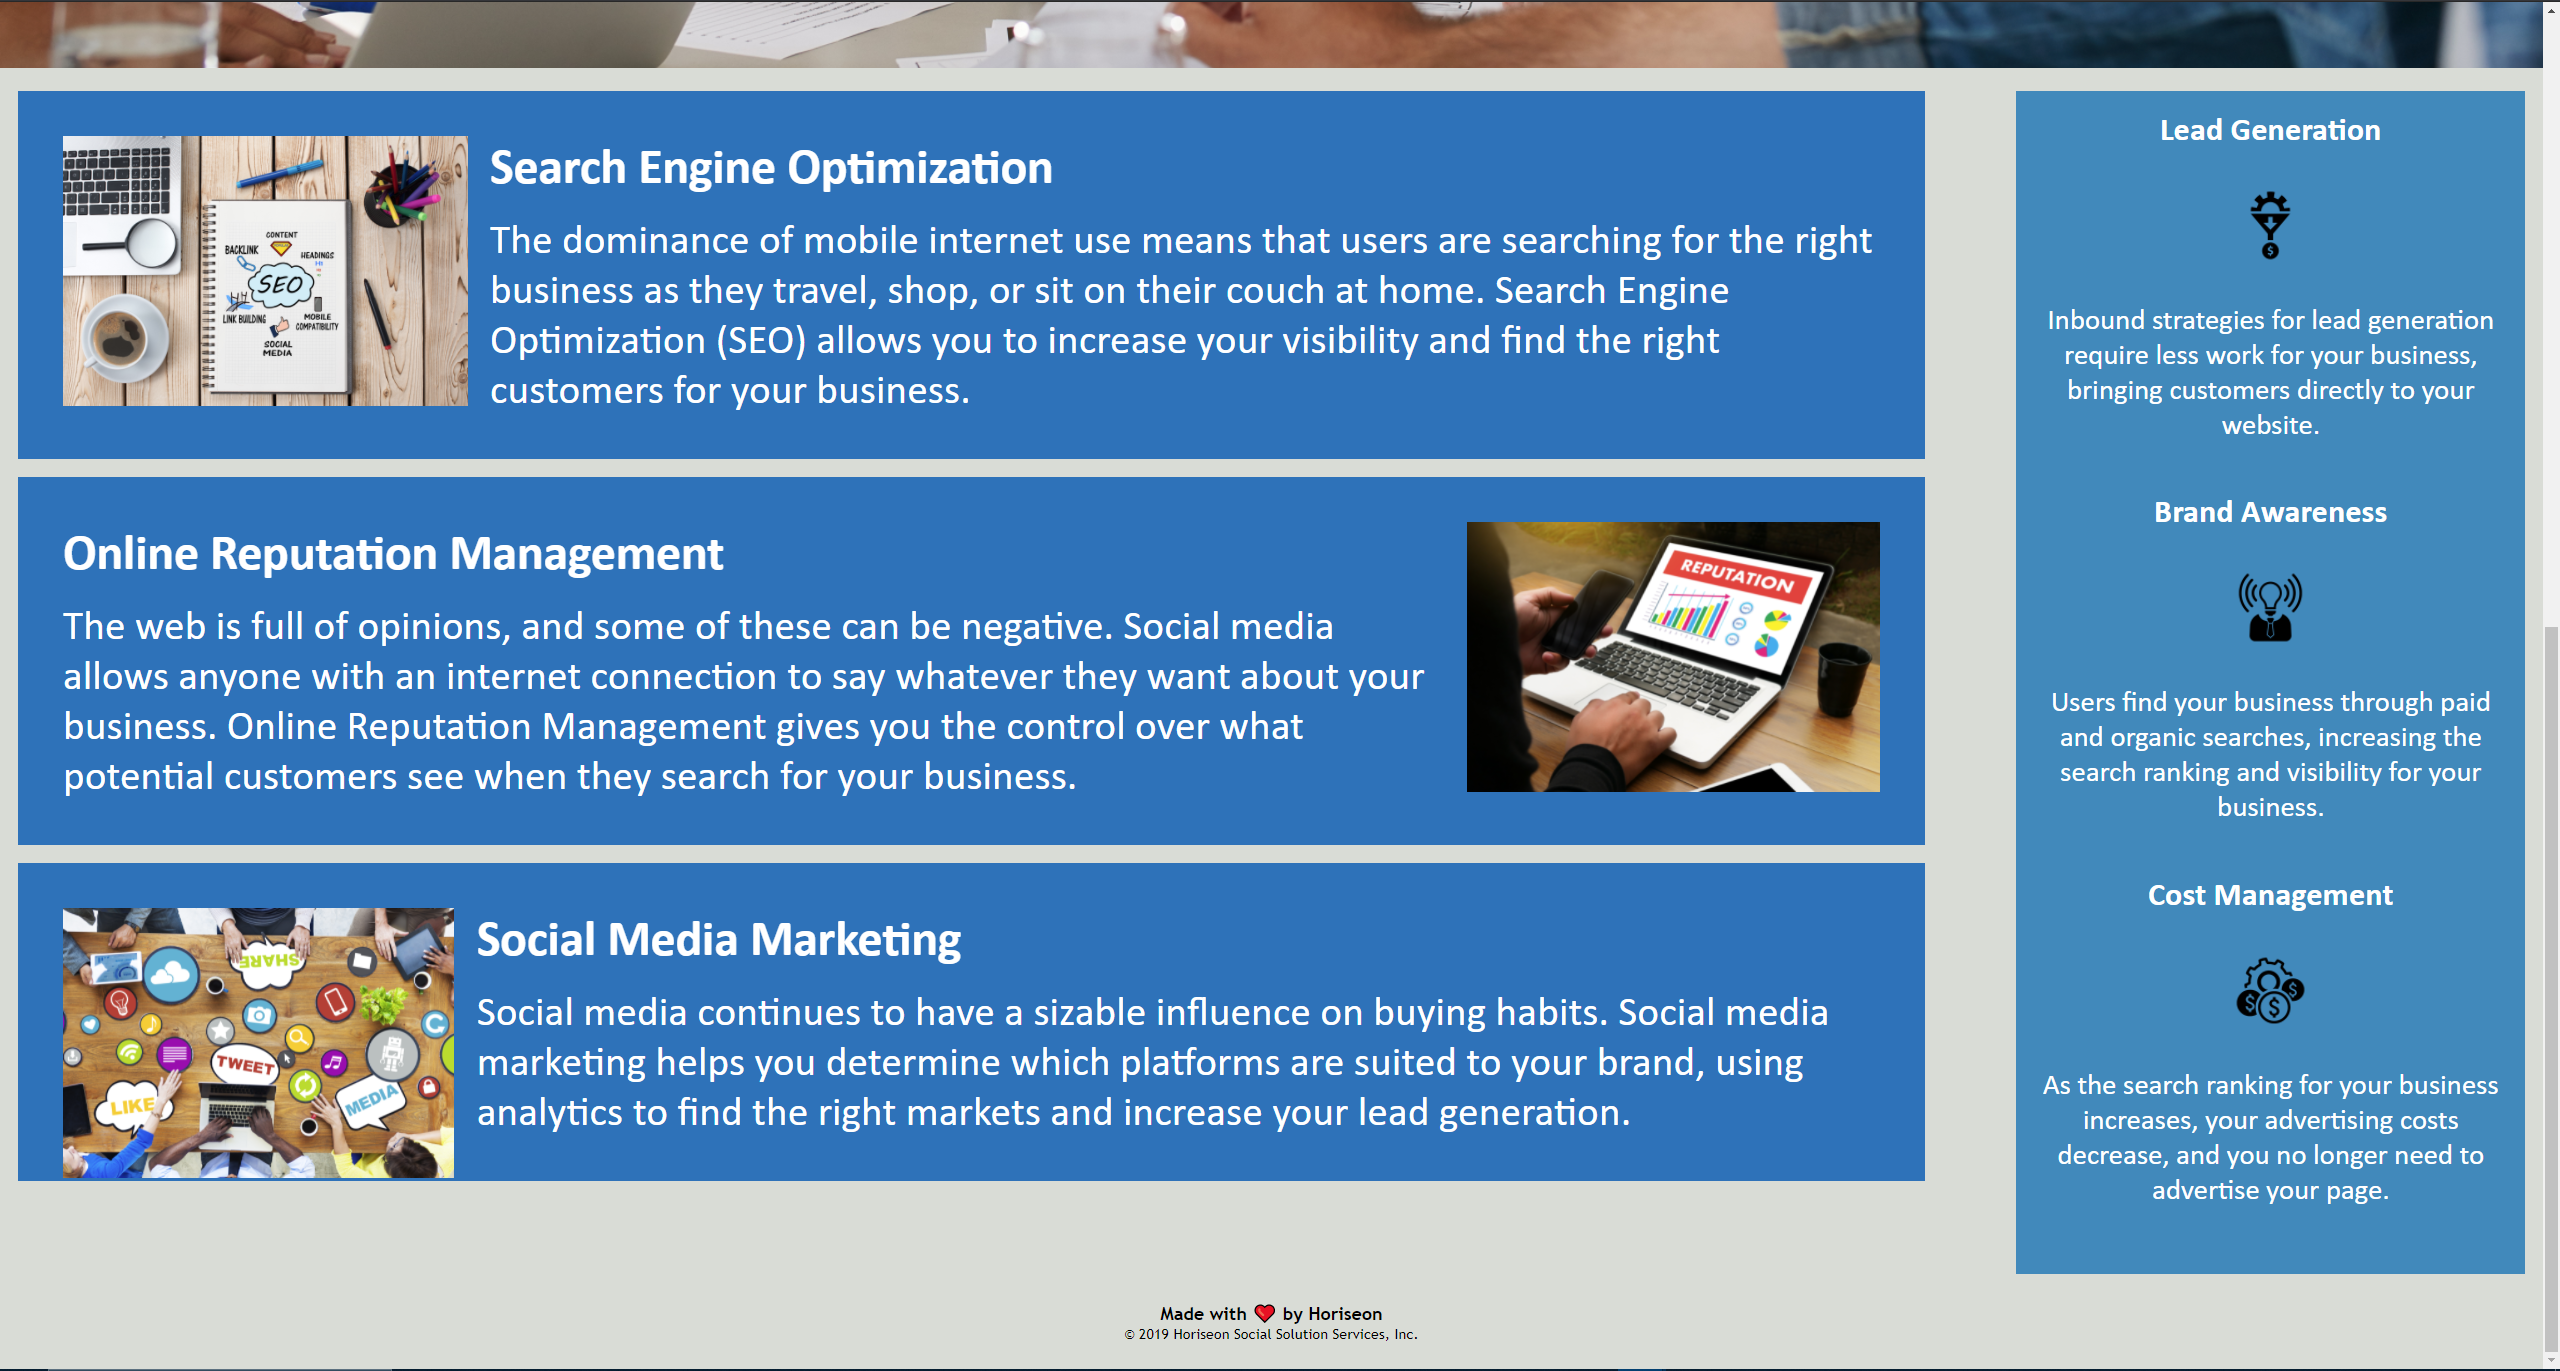 Search Engine Optimization
The dominance of mobile internet use means that users are searching for the right
business as they travel, shop, or sit on their couch at home. Search Engine
Optimization (SEO) allows you to increase your visibility and find the right
customers for your business.
CONTENT
BACKLINK
HEADINGS
H1
SEO
LINK BUILDING
MOBILE
COMPATIBILITY
SOCIAL
MEDIA
Online Reputation Management
The web is full of opinions, and some of these can be negative. Social media
allows anyone with an internet connection to say whatever they want about your
business. Online Reputation Management gives you the control over what
potential customers see when they search for your business.
REPUTATION
Social Media Marketing
Social media continues to have a sizable influence on buying habits. Social media
marketing helps you determine which platforms are suited to your brand, using
analytics to find the right markets and increase your lead generation.
SHARE
TWEET
LIKE
MEDIA
Lead Generation
$
Inbound strategies for lead generation
require less work for your business,
bringing customers directly to your
website.
Brand Awareness
Users find your business through paid
and organic searches, increasing the
search ranking and visibility for your
business.
Cost Management
$ $ $
As the search ranking for your business
increases, your advertising costs
decrease, and you no longer need to
advertise your page.
Made with ❤️ by Horiseon
© 2019 Horiseon Social Solution Services, Inc.